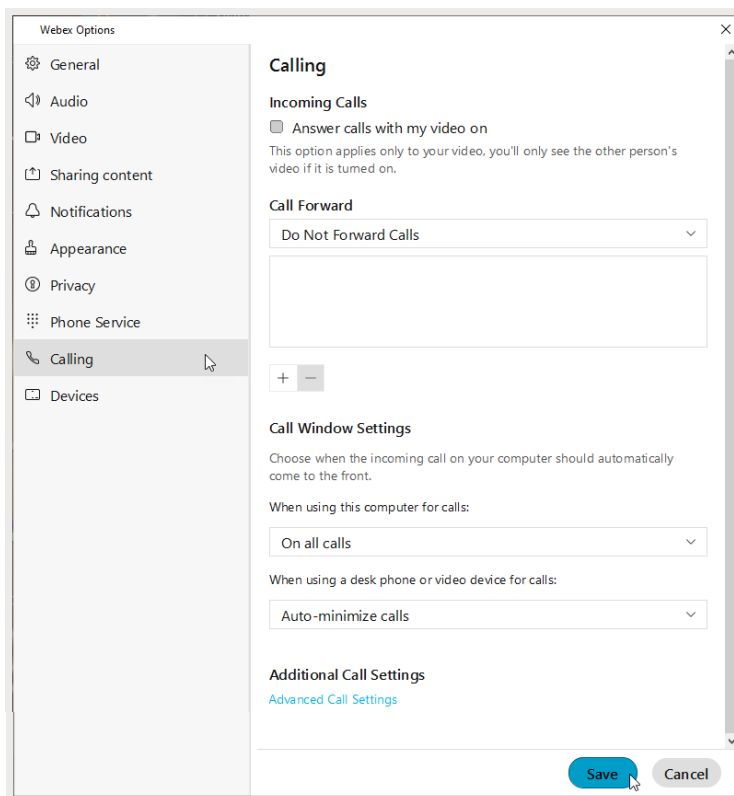 Webex Options
General
Audio
Video
Sharing content
Notifications
Appearance
Privacy
Phone Service
Calling
Devices
Calling
Incoming Calls
Answer calls with my video on
This option applies only to your video, you'll only see the other person's
video if it is turned on.
Call Forward
Do Not Forward Calls
Call Window Settings
Choose when the incoming call on your computer should automatically
come to the front.
When using this computer for calls:
On all calls
When using a desk phone or video device for calls:
Auto-minimize calls
Additional Call Settings
Advanced Call Settings
Save
Cancel